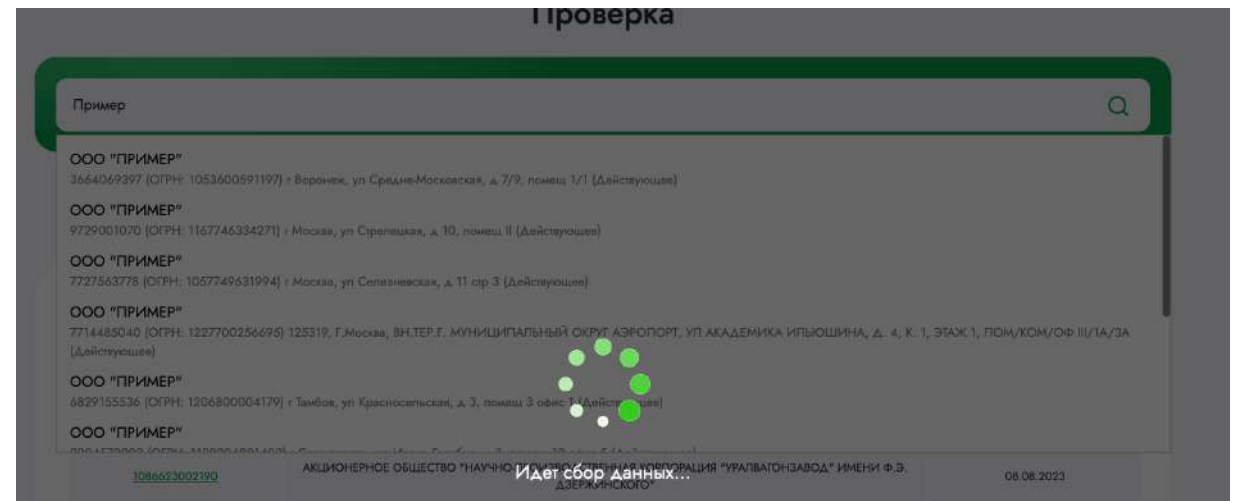 Проверка
Пример
ООО "ПРИМЕР"
3664069397 (ОГРН: 1053600591197) г Воронеж, ул Средне-Московская, д 7/9, помещ 1/1 (Действующее)
ООО "ПРИМЕР"
9729001070 (ОГРН: 1167746334271) г Москва, ул Стрелецкая, д 10, помещ II (Действующее)
ООО "ПРИМЕР"
7727563778 (ОГРН: 1057749631994) г Москва, ул Селезневская, д 11 стр 3 (Действующее)
ООО "ПРИМЕР"
7714485040 (ОГРН: 1227700256695) 125319, Г.Москва, ВН.ТЕР.Г. МУНИЦИПАЛЬНЫЙ ОКРУГ АЭРОПОРТ, УЛ АКАДЕМИКА ИЛЬЮШИНА, Д. 4, К. 1, ЭТАЖ 1, ПОМ/КОМ/ОФ III/1А/3А
(Действующее)
ООО "ПРИМЕР"
6829155536 (ОГРН: 1206800004179) г Тамбов, ул Красносельская, д 3, помещ 3 офис 1 (Действующее)
ООО "ПРИМЕР"
1086623002190
АКЦИОНЕРНОЕ ОБЩЕСТВО "НАУЧНО-ПРОИЗВОДСТВЕННАЯ КОРПОРАЦИЯ "УРАЛВАГОНЗАВОД" ИМЕНИ Ф.Э.
ДЗЕРЖИНСКОГО"
08.08.2023
Идет сбор данных...